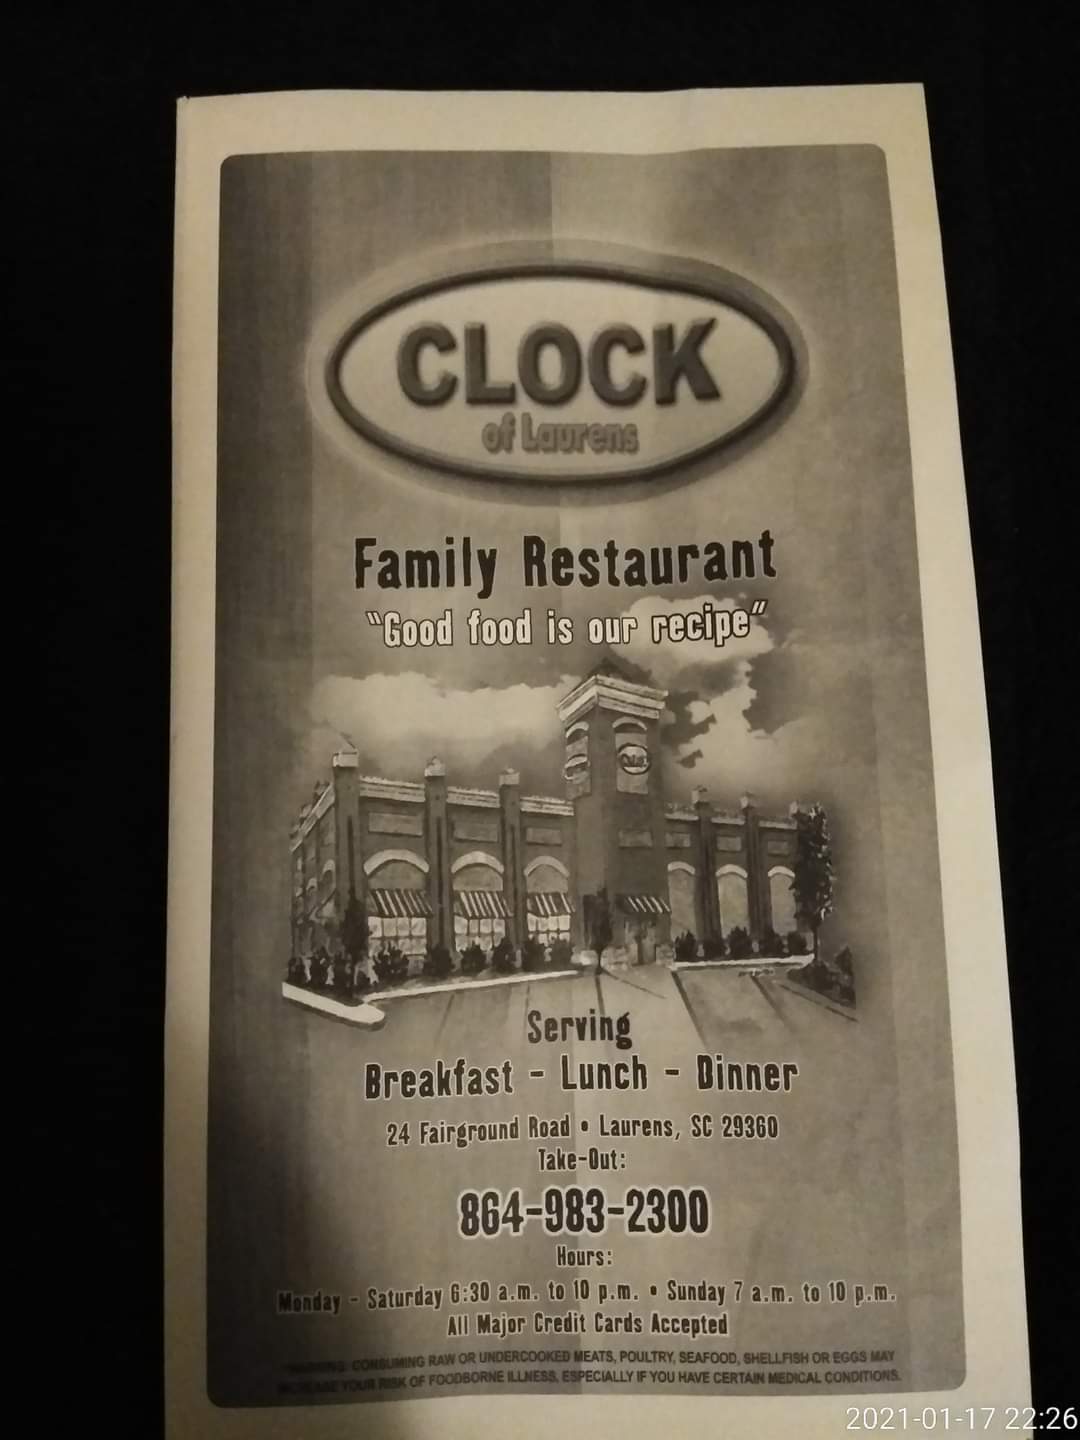 CLOCK
of Laurens
Family Restaurant
"Good food is our recipe"
Serving
Breakfast - Lunch - Dinner
24 Fairground Road • Laurens, SC 29360
Take-Out:
864-983-2300
Hours:
Monday - Saturday 6:30 a.m. to 10 p.m. • Sunday 7 a.m. to 10 p.m.
All Major Credit Cards Accepted
WARNING: CONSUMING RAW OR UNDERCOOKED MEATS, POULTRY, SEAFOOD, SHELLFISH OR EGGS MAY
INCREASE YOUR RISK OF FOODBORNE ILLNESS, ESPECIALLY IF YOU HAVE CERTAIN MEDICAL CONDITIONS.
2021-01-17 22:26